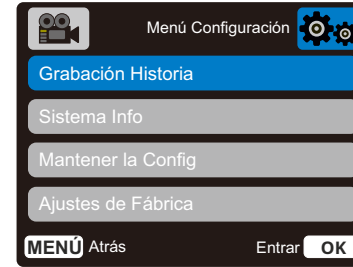 Menú Configuración
Grabación Historia
Sistema Info
Mantener la Config
Ajustes de Fábrica
MENÚ Atrás Entrar OK